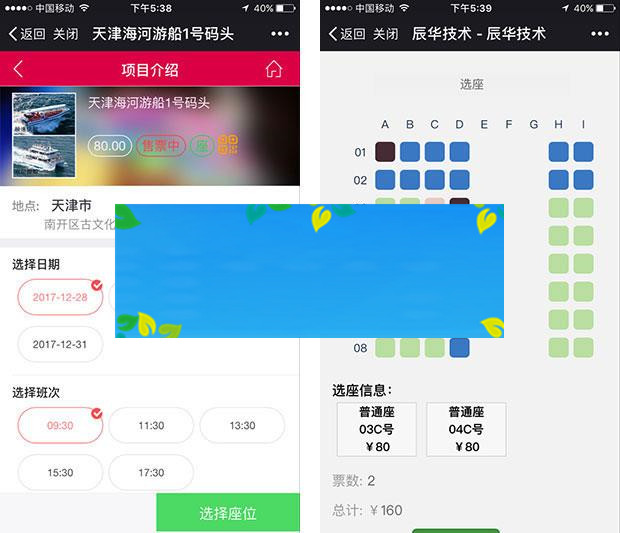 中国移动 下午5:38 40%
返回 关闭 天津海河游船1号码头
项目介绍
天津海河游船1号码头
80.00 售票中 座
地点: 天津市
南开区古文化
选择日期
2017-12-28
2017-12-31
选择班次
09:30 11:30 13:30
15:30 17:30
选择座位
中国移动 下午5:39 40%
返回 关闭 辰华技术 - 辰华技术
选座
A B C D E F G H I
01
02
08
选座信息:
普通座 普通座
03C号 04C号
￥80 ￥80
票数: 2
总计: ￥160